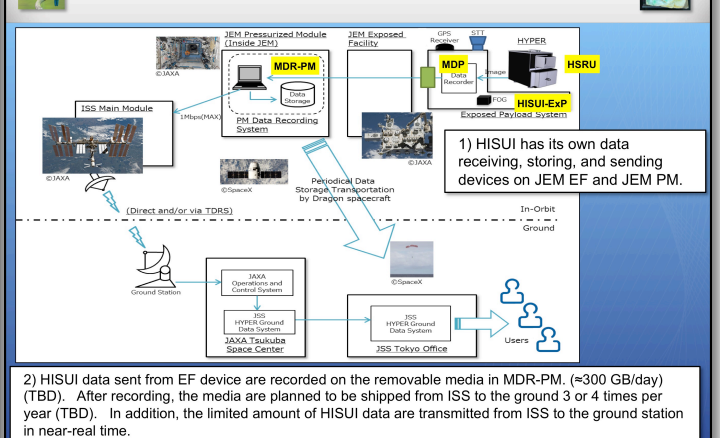 JEM Pressurized Module
(Inside JEM)
JEM Exposed
Facility
GPS
Receiver
STT
HYPER
©JAXA
MDR-PM
MDP
HSRU
Data
Recorder
Image
Data
Storage
FOG
HISUI-ExP
Exposed Payload System
ISS Main Module
1Mbps(MAX)
PM Data Recording
System
©JAXA
©JAXA
1) HISUI has its own data
receiving, storing, and sending
devices on JEM EF and JEM PM.
©SpaceX
Periodical Data
Storage Transportation
by Dragon spacecraft
(Direct and/or via TDRS)
In-Orbit
Ground
©SpaceX
Ground Station
JAXA
Operations and
Control System
JSS
HYPER Ground
Data System
JAXA Tsukuba
Space Center
JSS
HYPER Ground
Data System
JSS Tokyo Office
Users
2) HISUI data sent from EF device are recorded on the removable media in MDR-PM. (≈300 GB/day)
(TBD). After recording, the media are planned to be shipped from ISS to the ground 3 or 4 times per
year (TBD). In addition, the limited amount of HISUI data are transmitted from ISS to the ground station
in near-real time.